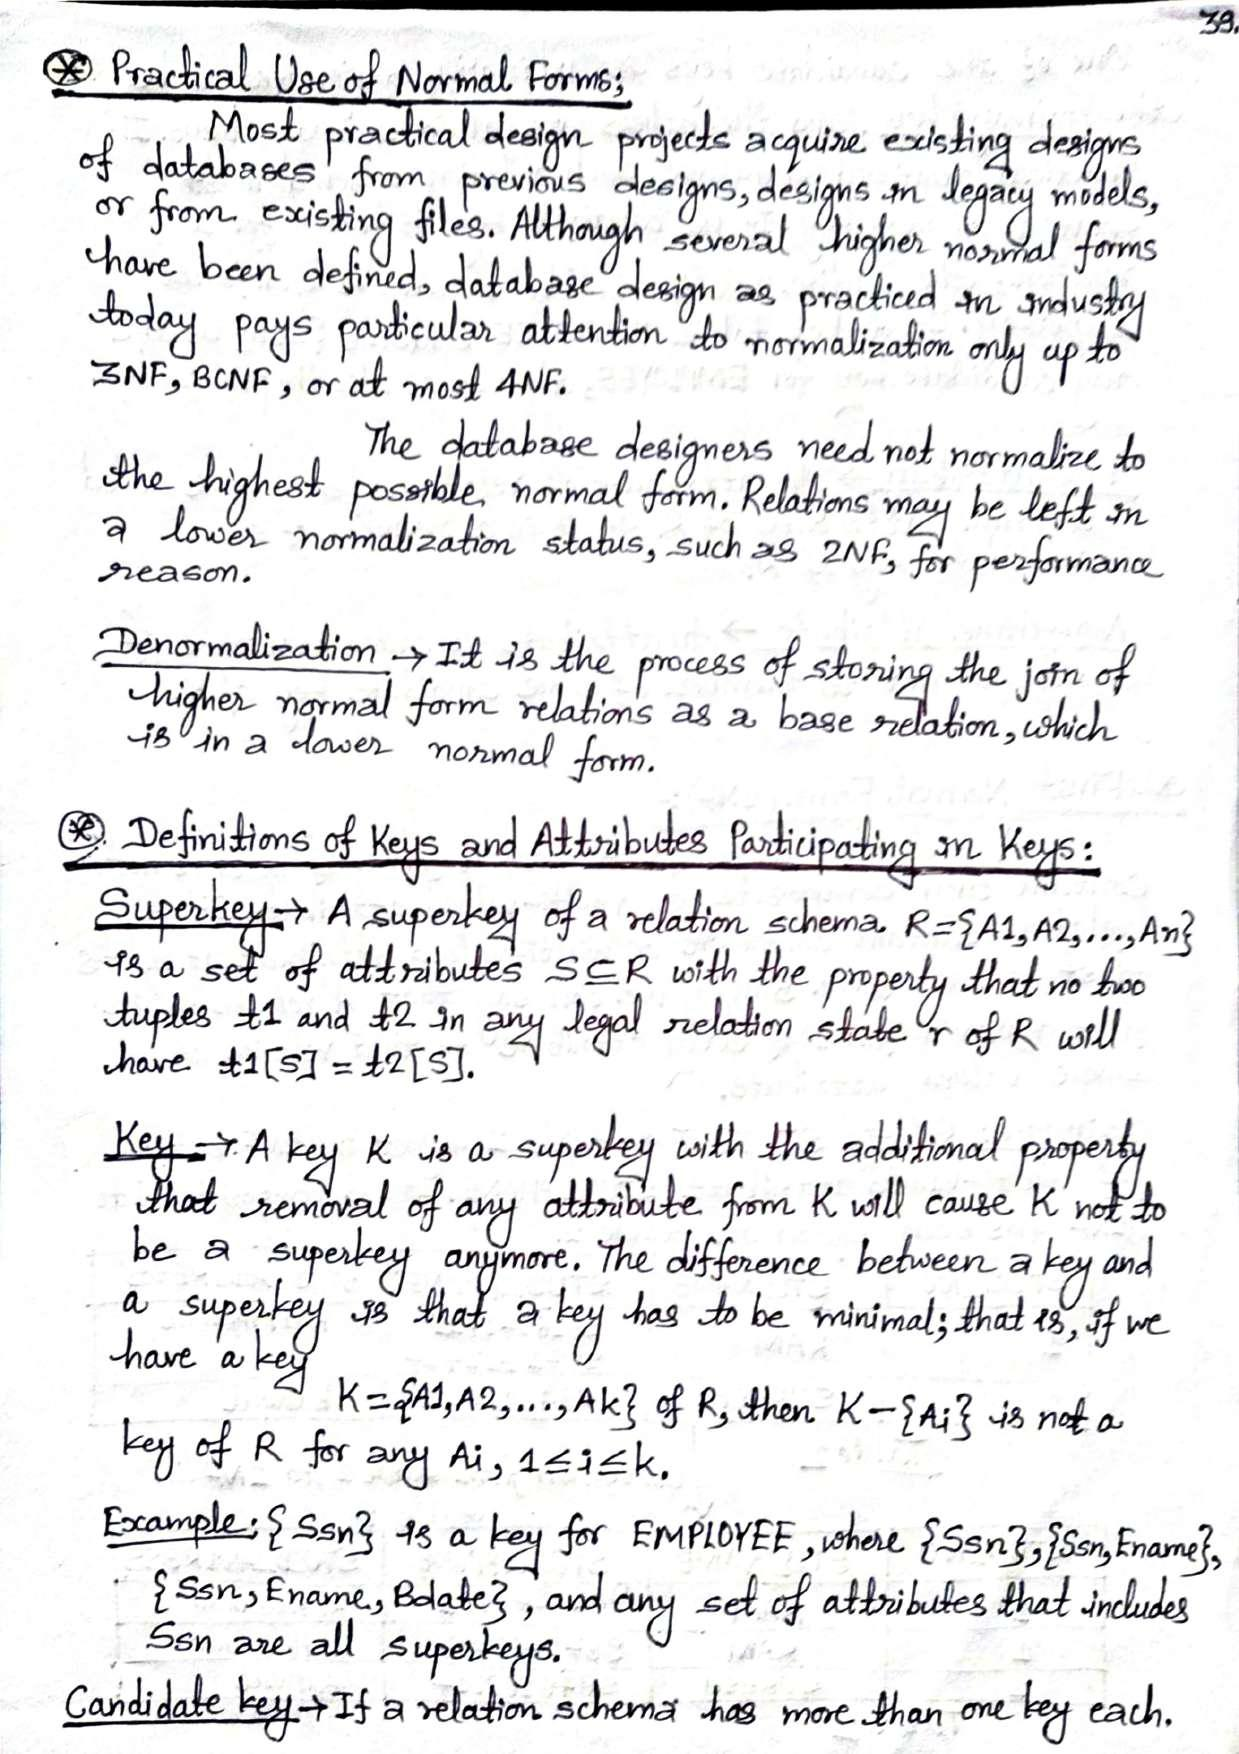 39.
⊛ Practical Use of Normal Forms:
Most practical design projects acquire existing designs
of databases from previous designs, designs in legacy models,
or from existing files. Although several higher normal forms
have been defined, database design as practiced in industry
today pays particular attention to normalization only up to
3NF, BCNF, or at most 4NF.
The database designers need not normalize to
the highest possible normal form. Relations may be left in
a lower normalization status, such as 2NF, for performance
reason.
Denormalization → It is the process of storing the join of
higher normal form relations as a base relation, which
is in a lower normal form.
⊛ Definitions of Keys and Attributes Participating in Keys:
Superkey → A superkey of a relation schema R={A1,A2,...,An}
is a set of attributes S⊆R with the property that no two
tuples t1 and t2 in any legal relation state r of R will
have t1[S] = t2[S].
Key → A key K is a superkey with the additional property
that removal of any attribute from K will cause K not to
be a superkey anymore. The difference between a key and
a superkey is that a key has to be minimal; that is, if we
have a key
K={A1,A2,...,Ak} of R, then K-{Ai} is not a
key of R for any Ai, 1≤i≤k.
Example: {Ssn} is a key for EMPLOYEE, where {Ssn},{Ssn,Ename},
{Ssn, Ename, Bdate}, and any set of attributes that includes
Ssn are all superkeys.
Candidate key → If a relation schema has more than one key each.